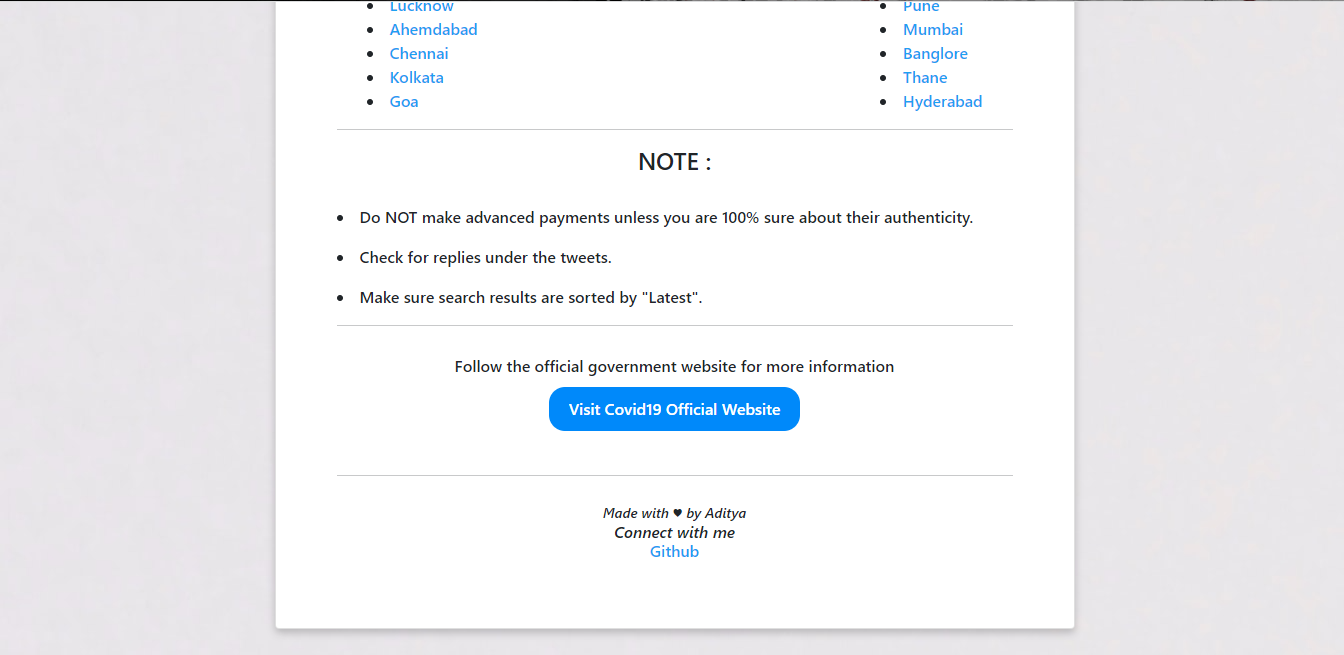 Lucknow
Ahemdabad
Chennai
Kolkata
Goa
Pune
Mumbai
Banglore
Thane
Hyderabad
NOTE :
Do NOT make advanced payments unless you are 100% sure about their authenticity.
Check for replies under the tweets.
Make sure search results are sorted by "Latest".
Follow the official government website for more information
Visit Covid19 Official Website
Made with ♥ by Aditya
Connect with me
Github